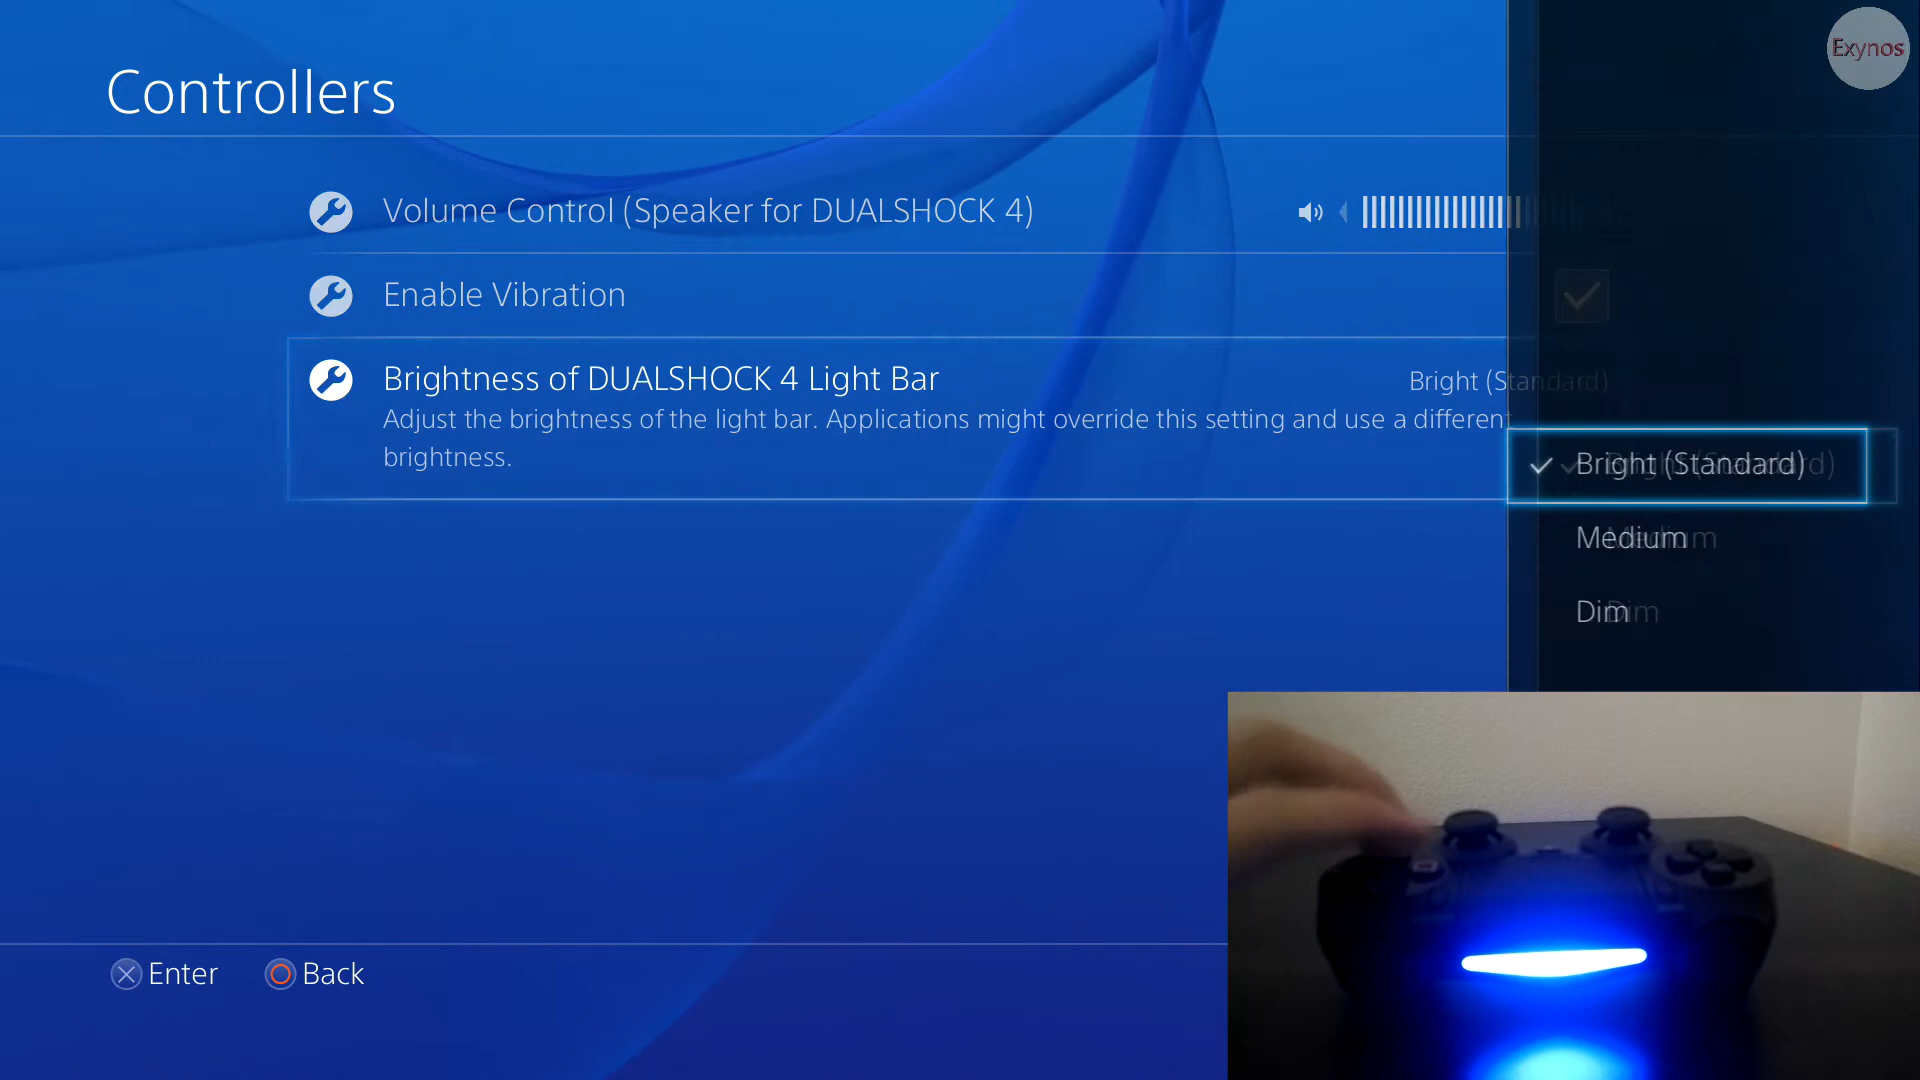 Exynos
Controllers
Volume Control (Speaker for DUALSHOCK 4)
Enable Vibration
Brightness of DUALSHOCK 4 Light Bar
Bright (Standard)
Adjust the brightness of the light bar. Applications might override this setting and use a different
brightness.
Bright (Standard)
Medium
Dim
Enter
Back